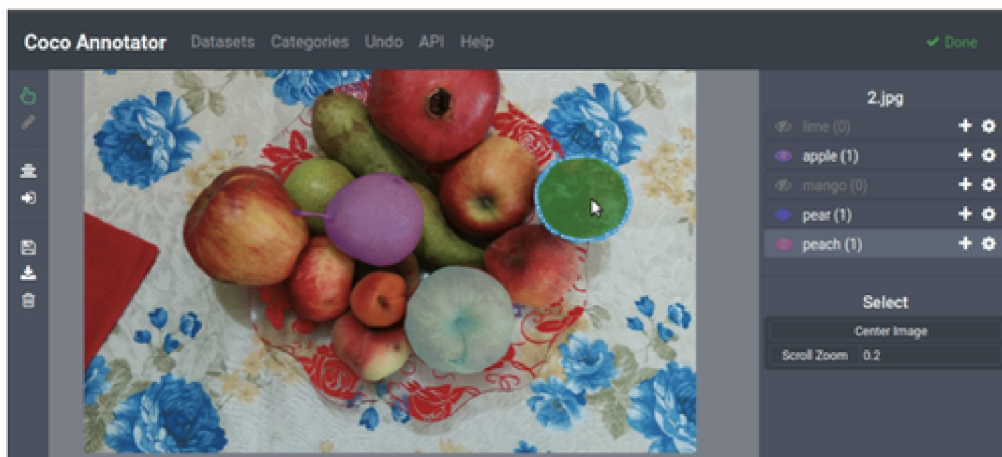 Coco Annotator Datasets Categories Undo API Help Done
2.jpg
lime (0)
apple (1)
mango (0)
pear (1)
peach (1)
Select
Center Image
Scroll Zoom 0.2